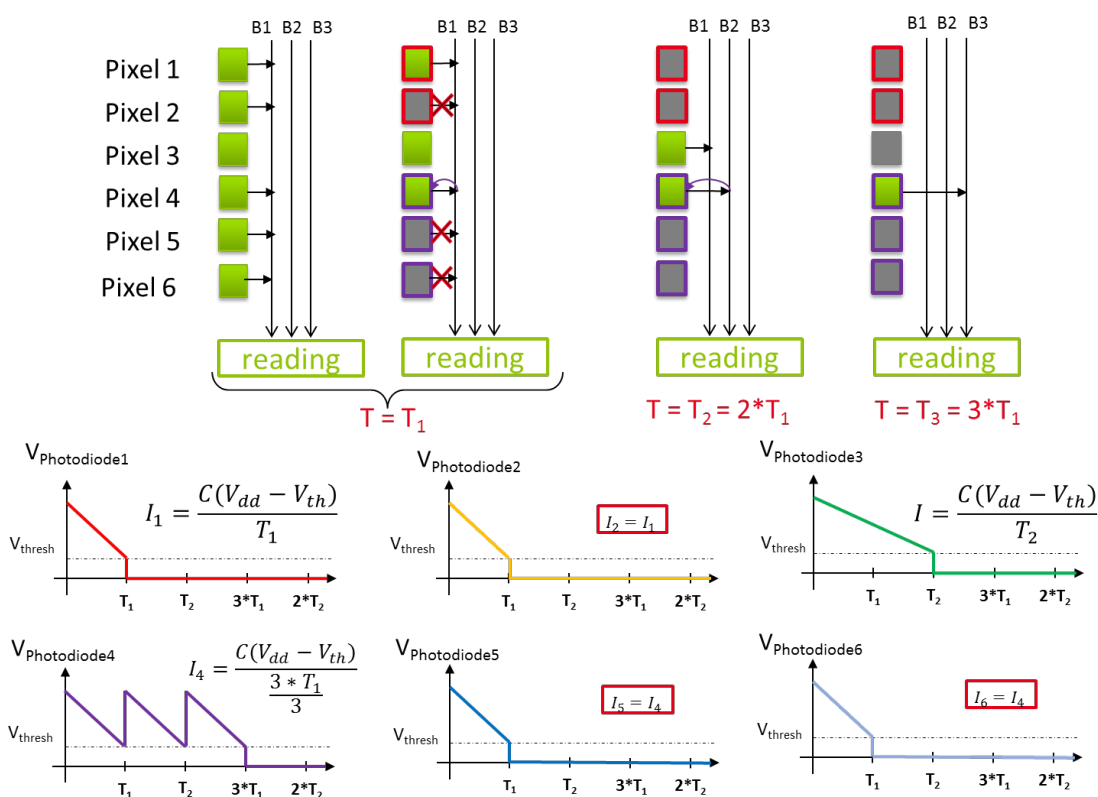 B1 B2 B3 B1 B2 B3 B1 B2 B3 B1 B2 B3
Pixel 1
Pixel 2
Pixel 3
Pixel 4
Pixel 5
Pixel 6
reading reading reading reading
T = T1 T = T2 = 2*T1 T = T3 = 3*T1
VPhotodiode1
I1 = C(Vdd − Vth) / T1
Vthresh
T1 T2 3*T1 2*T2
VPhotodiode2
I2 = I1
Vthresh
T1 T2 3*T1 2*T2
VPhotodiode3
I = C(Vdd − Vth) / T2
Vthresh
T1 T2 3*T1 2*T2
VPhotodiode4
I4 = C(Vdd − Vth) / (3 * T1 / 3)
Vthresh
T1 T2 3*T1 2*T2
VPhotodiode5
I5 = I4
Vthresh
T1 T2 3*T1 2*T2
VPhotodiode6
I6 = I4
Vthresh
T1 T2 3*T1 2*T2